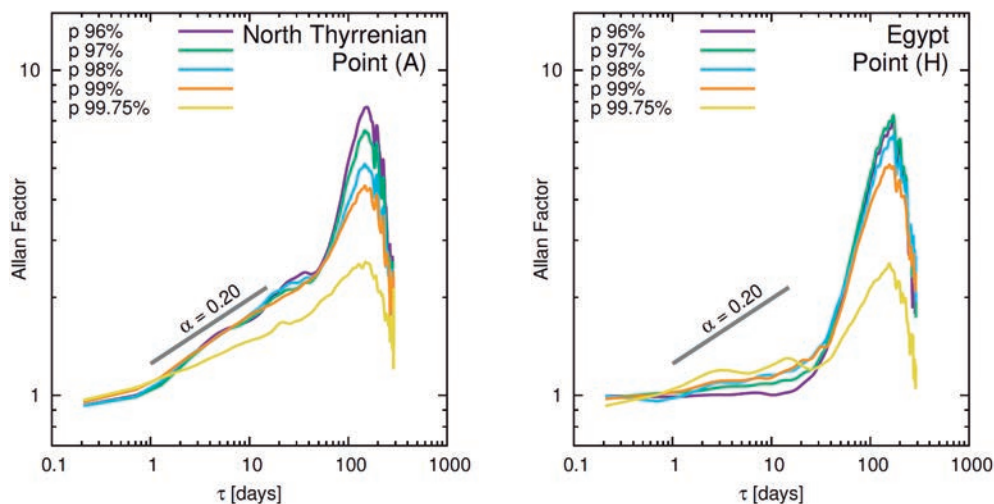 p 96%
p 97%
p 98%
p 99%
p 99.75%
North Thyrrenian
Point (A)
10
1
Allan Factor
α = 0.20
0.1 1 10 100 1000
τ [days]
p 96%
p 97%
p 98%
p 99%
p 99.75%
Egypt
Point (H)
10
1
Allan Factor
α = 0.20
0.1 1 10 100 1000
τ [days]